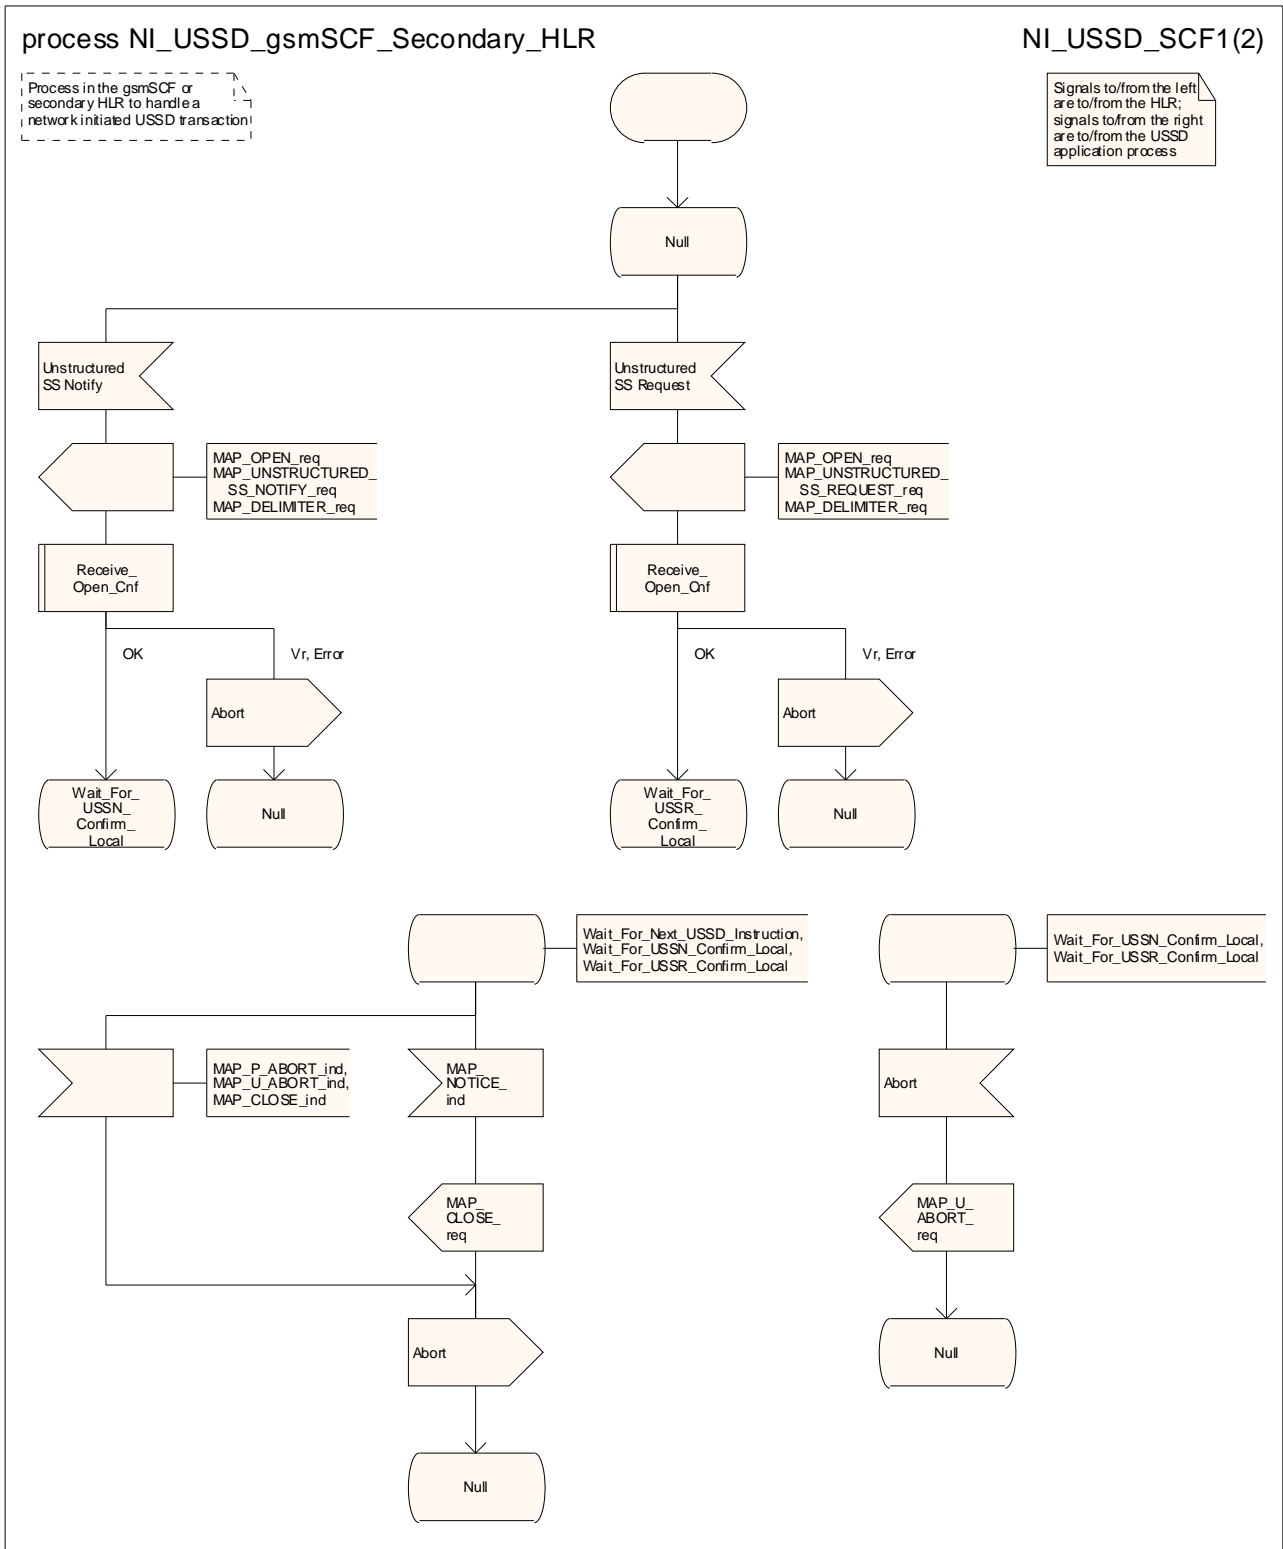 process NI_USSD_gsmSCF_Secondary_HLR
NI_USSD_SCF1(2)
Process in the gsmSCF or
secondary HLR to handle a
network initiated USSD transaction
Signals to/from the left
are to/from the HLR;
signals to/from the right
are to/from the USSD
application process
Null
Unstructured
SS Notify
Unstructured
SS Request
MAP_OPEN_req
MAP_UNSTRUCTURED_
SS_NOTIFY_req
MAP_DELIMITER_req
MAP_OPEN_req
MAP_UNSTRUCTURED_
SS_REQUEST_req
MAP_DELIMITER_req
Receive_
Open_Cnf
Receive_
Open_Cnf
OK
Vr, Error
OK
Vr, Error
Abort
Abort
Wait_For_
USSN_
Confirm_
Local
Null
Wait_For_
USSR_
Confirm_
Local
Null
Wait_For_Next_USSD_Instruction,
Wait_For_USSN_Confirm_Local,
Wait_For_USSR_Confirm_Local
Wait_For_USSN_Confirm_Local,
Wait_For_USSR_Confirm_Local
MAP_P_ABORT_ind,
MAP_U_ABORT_ind,
MAP_CLOSE_ind
MAP_
NOTICE_
ind
Abort
MAP_
CLOSE_
req
MAP_U_
ABORT_
req
Abort
Null
Null